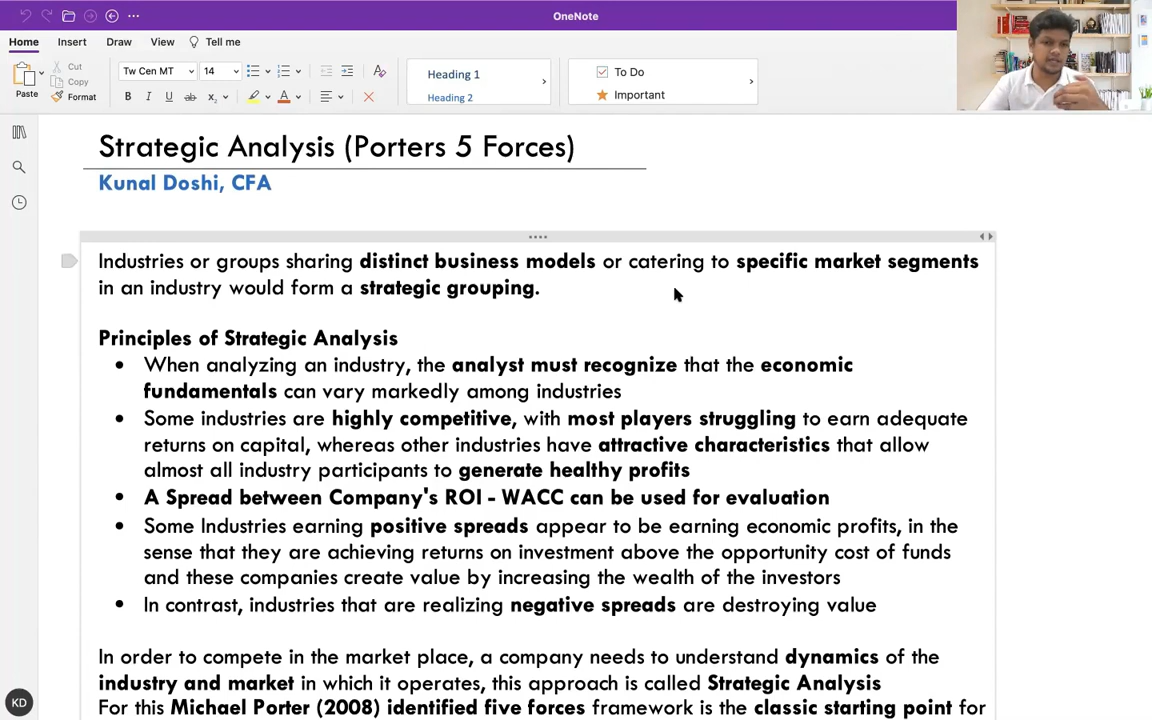 OneNote
Home Insert Draw View Tell me
Paste
Cut
Copy
Format
Tw Cen MT 14
B I U ab x₂ A
Heading 1
Heading 2
To Do
Important
Strategic Analysis (Porters 5 Forces)
Kunal Doshi, CFA
Industries or groups sharing distinct business models or catering to specific market segments
in an industry would form a strategic grouping.
Principles of Strategic Analysis
• When analyzing an industry, the analyst must recognize that the economic
fundamentals can vary markedly among industries
• Some industries are highly competitive, with most players struggling to earn adequate
returns on capital, whereas other industries have attractive characteristics that allow
almost all industry participants to generate healthy profits
• A Spread between Company's ROI - WACC can be used for evaluation
• Some Industries earning positive spreads appear to be earning economic profits, in the
sense that they are achieving returns on investment above the opportunity cost of funds
and these companies create value by increasing the wealth of the investors
• In contrast, industries that are realizing negative spreads are destroying value
In order to compete in the market place, a company needs to understand dynamics of the
industry and market in which it operates, this approach is called Strategic Analysis
For this Michael Porter (2008) identified five forces framework is the classic starting point for
KD